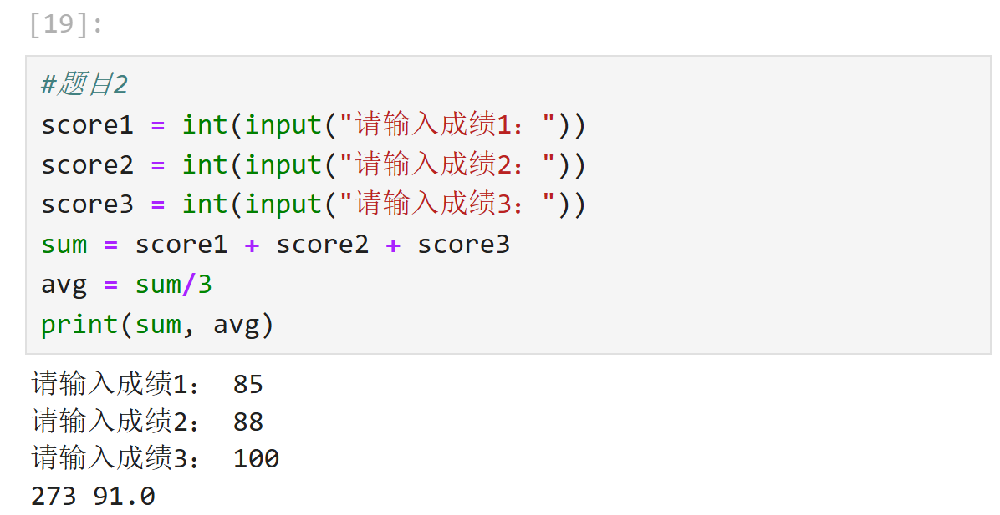 [19]:
#题目2
score1 = int(input("请输入成绩1："))
score2 = int(input("请输入成绩2："))
score3 = int(input("请输入成绩3："))
sum = score1 + score2 + score3
avg = sum/3
print(sum, avg)
请输入成绩1： 85
请输入成绩2： 88
请输入成绩3： 100
273 91.0